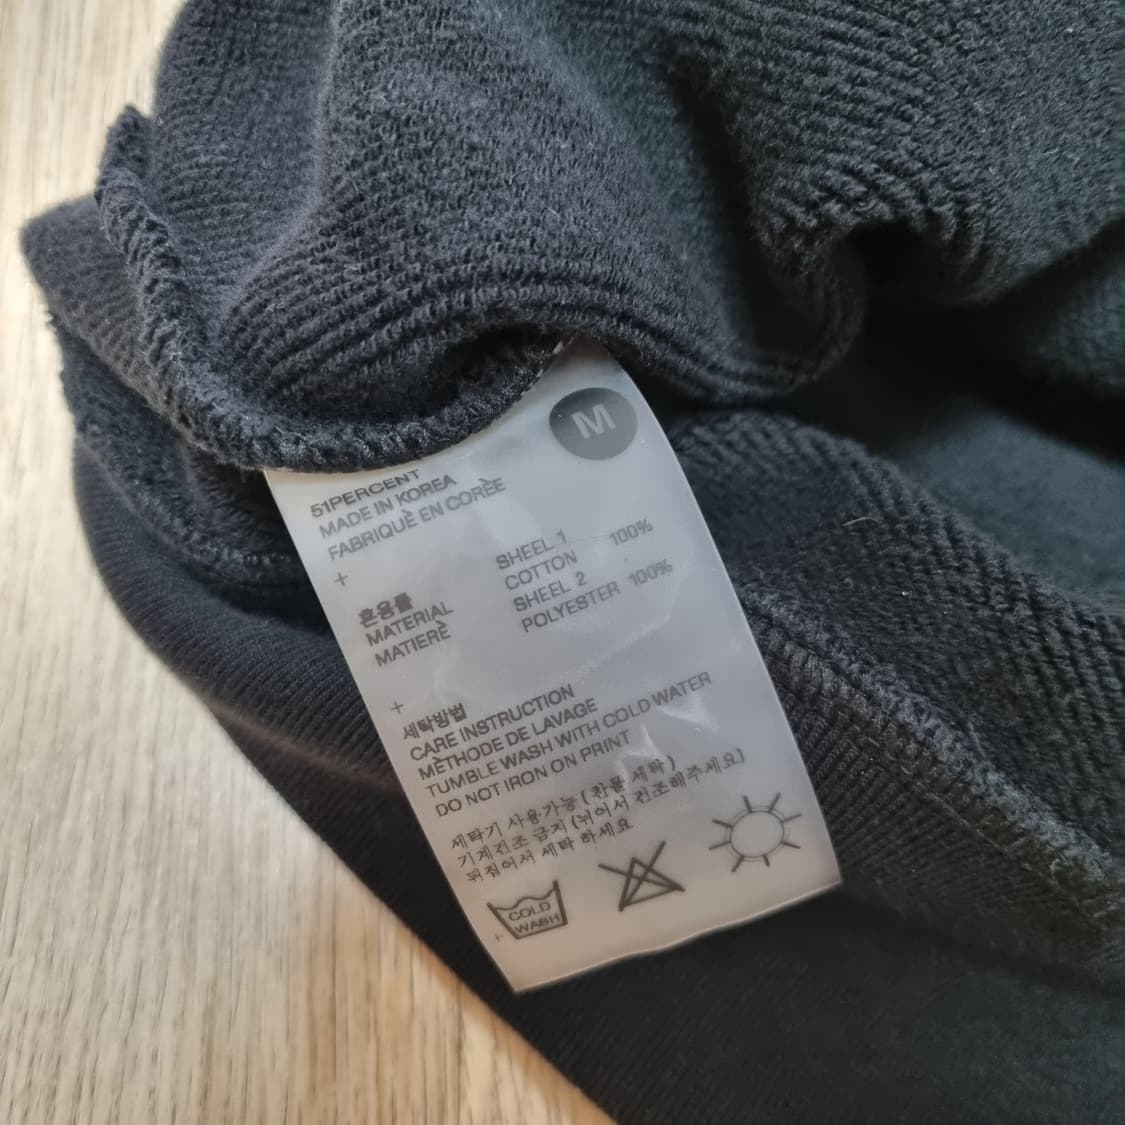 M
51PERCENT
MADE IN KOREA
FABRIQUÈ EN CORÈE
+
혼용률
MATERIAL
MATIERÈ
SHEEL 1
COTTON 100%
SHEEL 2
POLYESTER 100%
+
세탁방법
CARE INSTRUCTION
MÈTHODE DE LAVAGE
TUMBLE WASH WITH COLD WATER
DO NOT IRON ON PRINT
세탁기 사용가능 (찬물 세탁)
기계건조 금지 (뉘어서 건조해주세요)
뒤집어서 세탁 하세요
COLD
WASH
+